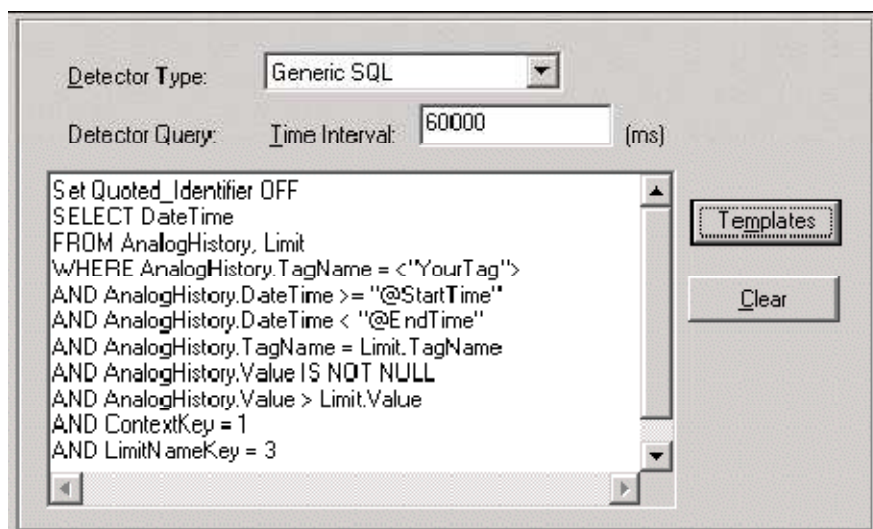 Detector Type: Generic SQL
Detector Query: Time Interval: 60000 (ms)
Set Quoted_Identifier OFF
SELECT DateTime
FROM AnalogHistory, Limit
WHERE AnalogHistory.TagName = <"YourTag">
AND AnalogHistory.DateTime >= "@StartTime"
AND AnalogHistory.DateTime < "@EndTime"
AND AnalogHistory.TagName = Limit.TagName
AND AnalogHistory.Value IS NOT NULL
AND AnalogHistory.Value > Limit.Value
AND ContextKey = 1
AND LimitNameKey = 3
Templates
Clear